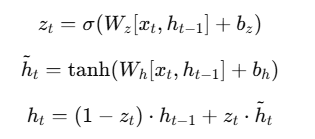 z_t = σ(W_z[x_t, h_{t−1}] + b_z)
h̃_t = tanh(W_h[x_t, h_{t−1}] + b_h)
h_t = (1 − z_t) · h_{t−1} + z_t · h̃_t